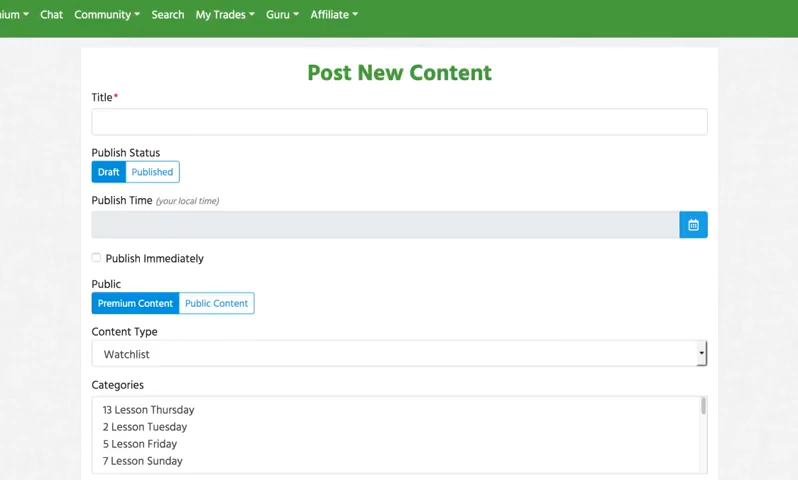 Chat Community Search My Trades Guru Affiliate
Post New Content
Title*
Publish Status
Draft Published
Publish Time (your local time)
Publish Immediately
Public
Premium Content Public Content
Content Type
Watchlist
Categories
13 Lesson Thursday
2 Lesson Tuesday
5 Lesson Friday
7 Lesson Sunday